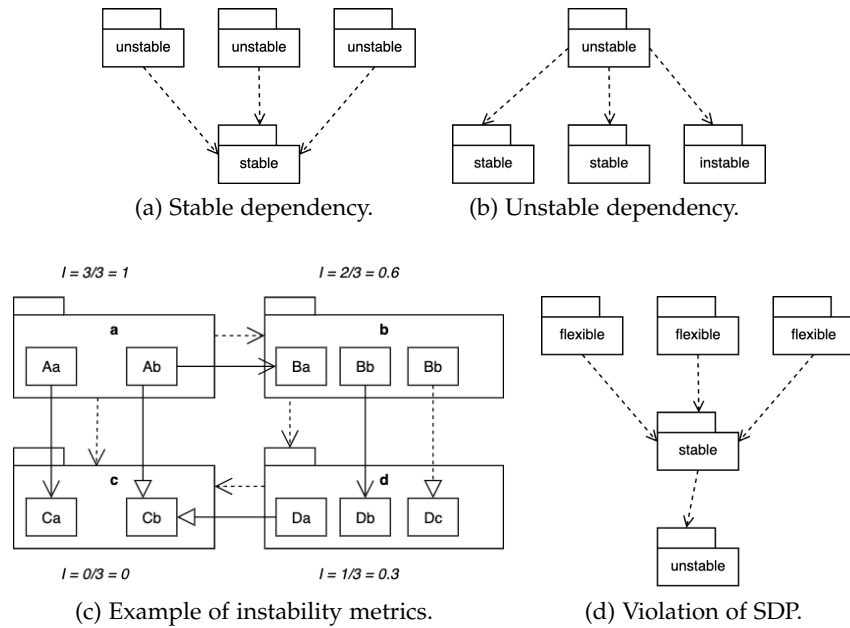 unstable unstable unstable
stable
(a) Stable dependency.
unstable
stable stable instable
(b) Unstable dependency.
I = 3/3 = 1 I = 2/3 = 0.6
a b
Aa Ab Ba Bb Bb
c d
Ca Cb Da Db Dc
I = 0/3 = 0 I = 1/3 = 0.3
(c) Example of instability metrics.
flexible flexible flexible
stable
unstable
(d) Violation of SDP.